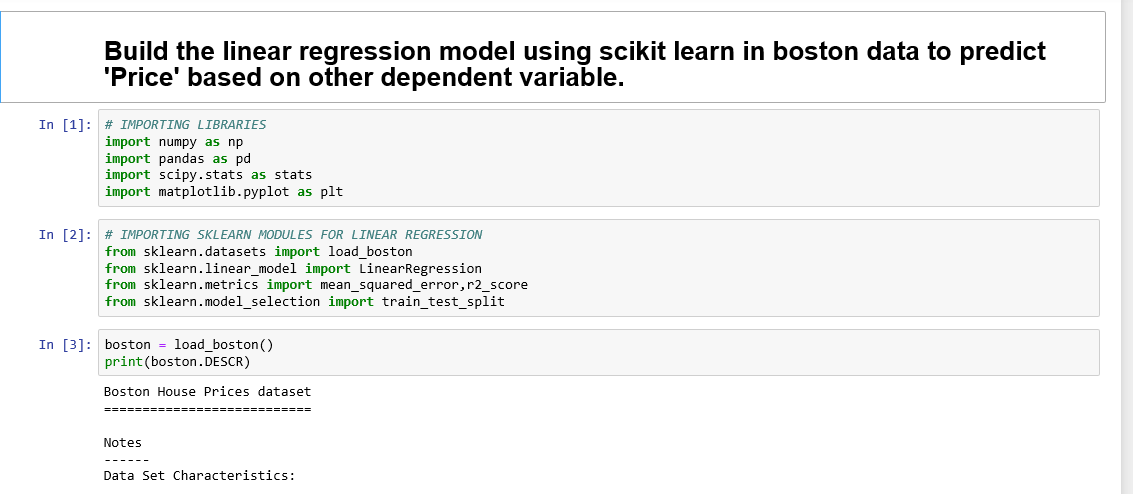 Build the linear regression model using scikit learn in boston data to predict
'Price' based on other dependent variable.
In [1]: # IMPORTING LIBRARIES
import numpy as np
import pandas as pd
import scipy.stats as stats
import matplotlib.pyplot as plt
In [2]: # IMPORTING SKLEARN MODULES FOR LINEAR REGRESSION
from sklearn.datasets import load_boston
from sklearn.linear_model import LinearRegression
from sklearn.metrics import mean_squared_error,r2_score
from sklearn.model_selection import train_test_split
In [3]: boston = load_boston()
print(boston.DESCR)
Boston House Prices dataset
===========================
Notes
------
Data Set Characteristics: